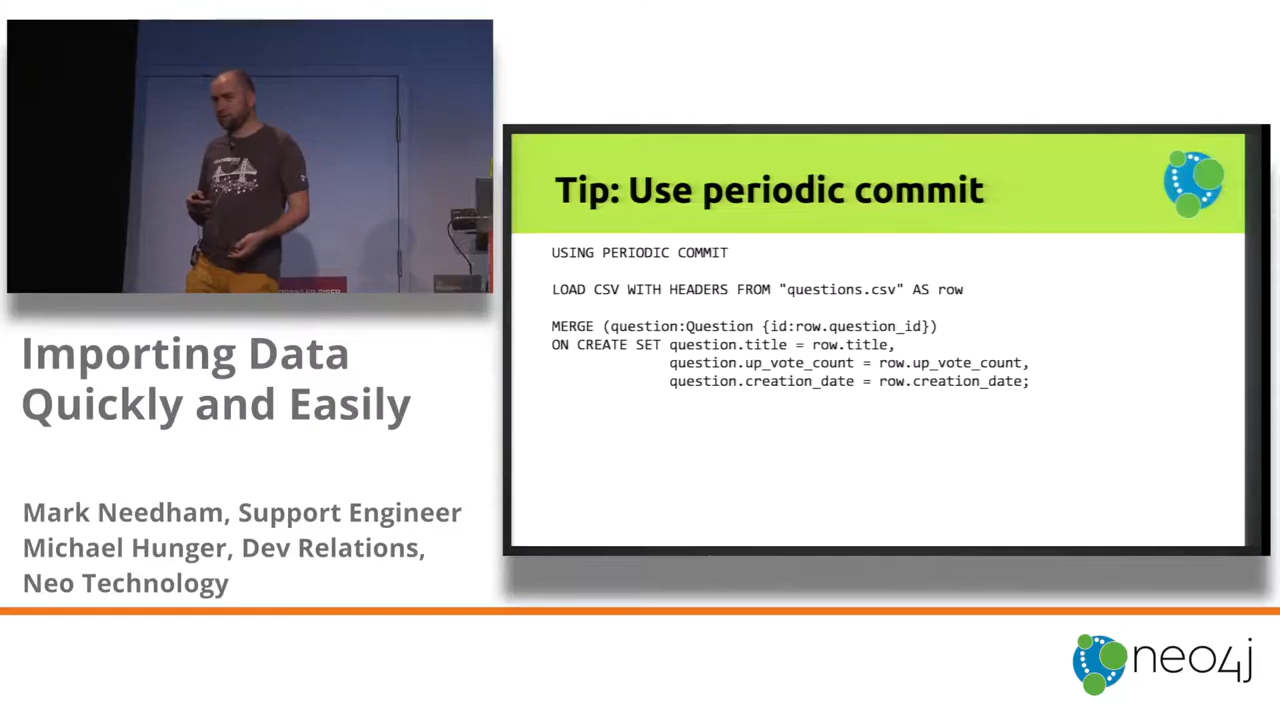 Tip: Use periodic commit
USING PERIODIC COMMIT
LOAD CSV WITH HEADERS FROM "questions.csv" AS row
MERGE (question:Question {id:row.question_id})
ON CREATE SET question.title = row.title,
question.up_vote_count = row.up_vote_count,
question.creation_date = row.creation_date;
Importing Data
Quickly and Easily
Mark Needham, Support Engineer
Michael Hunger, Dev Relations,
Neo Technology
neo4j